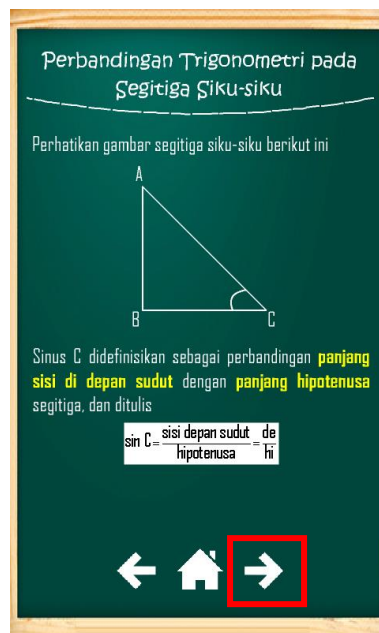 Perbandingan Trigonometri pada
Segitiga Siku-siku
Perhatikan gambar segitiga siku-siku berikut ini
A
B
C
Sinus C didefinisikan sebagai perbandingan panjang
sisi di depan sudut dengan panjang hipotenusa
segitiga, dan ditulis
sin C = sisi depan sudut / hipotenusa = de / hi